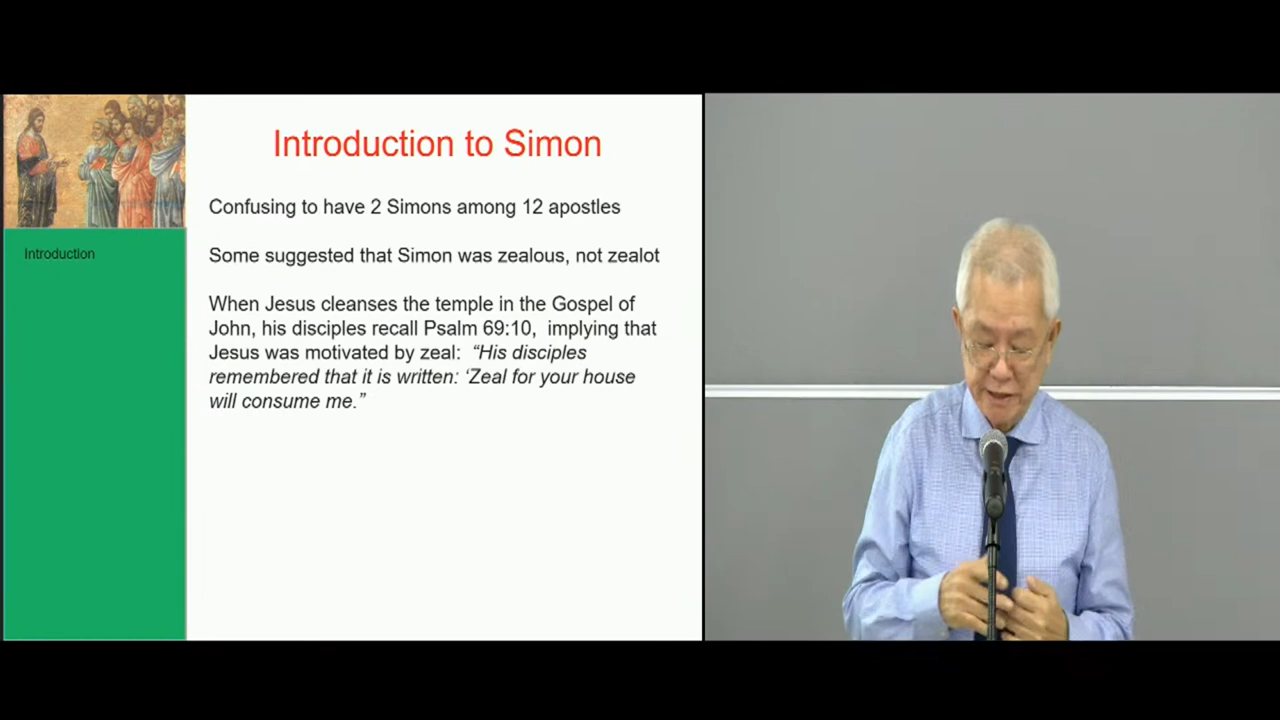 Introduction to Simon
Introduction
Confusing to have 2 Simons among 12 apostles
Some suggested that Simon was zealous, not zealot
When Jesus cleanses the temple in the Gospel of
John, his disciples recall Psalm 69:10, implying that
Jesus was motivated by zeal: “His disciples
remembered that it is written: ‘Zeal for your house
will consume me.”